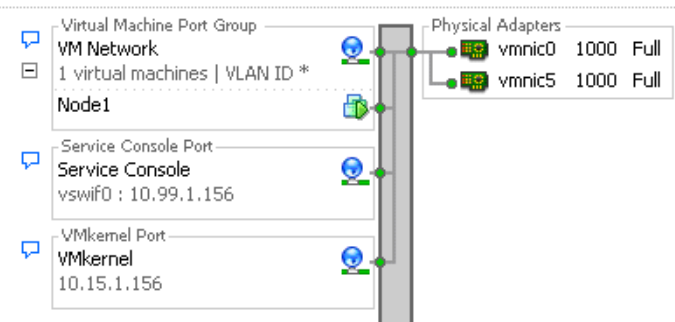 Virtual Machine Port Group
VM Network
1 virtual machines | VLAN ID *
Node1
Service Console Port
Service Console
vswif0 : 10.99.1.156
VMkernel Port
VMkernel
10.15.1.156
Physical Adapters
vmnic0 1000 Full
vmnic5 1000 Full